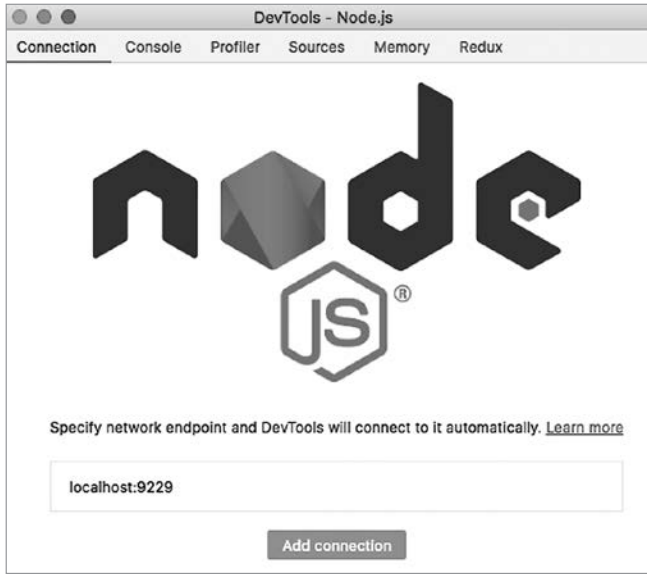 DevTools - Node.js
Connection Console Profiler Sources Memory Redux
node
JS ®
Specify network endpoint and DevTools will connect to it automatically. Learn more
localhost:9229
Add connection